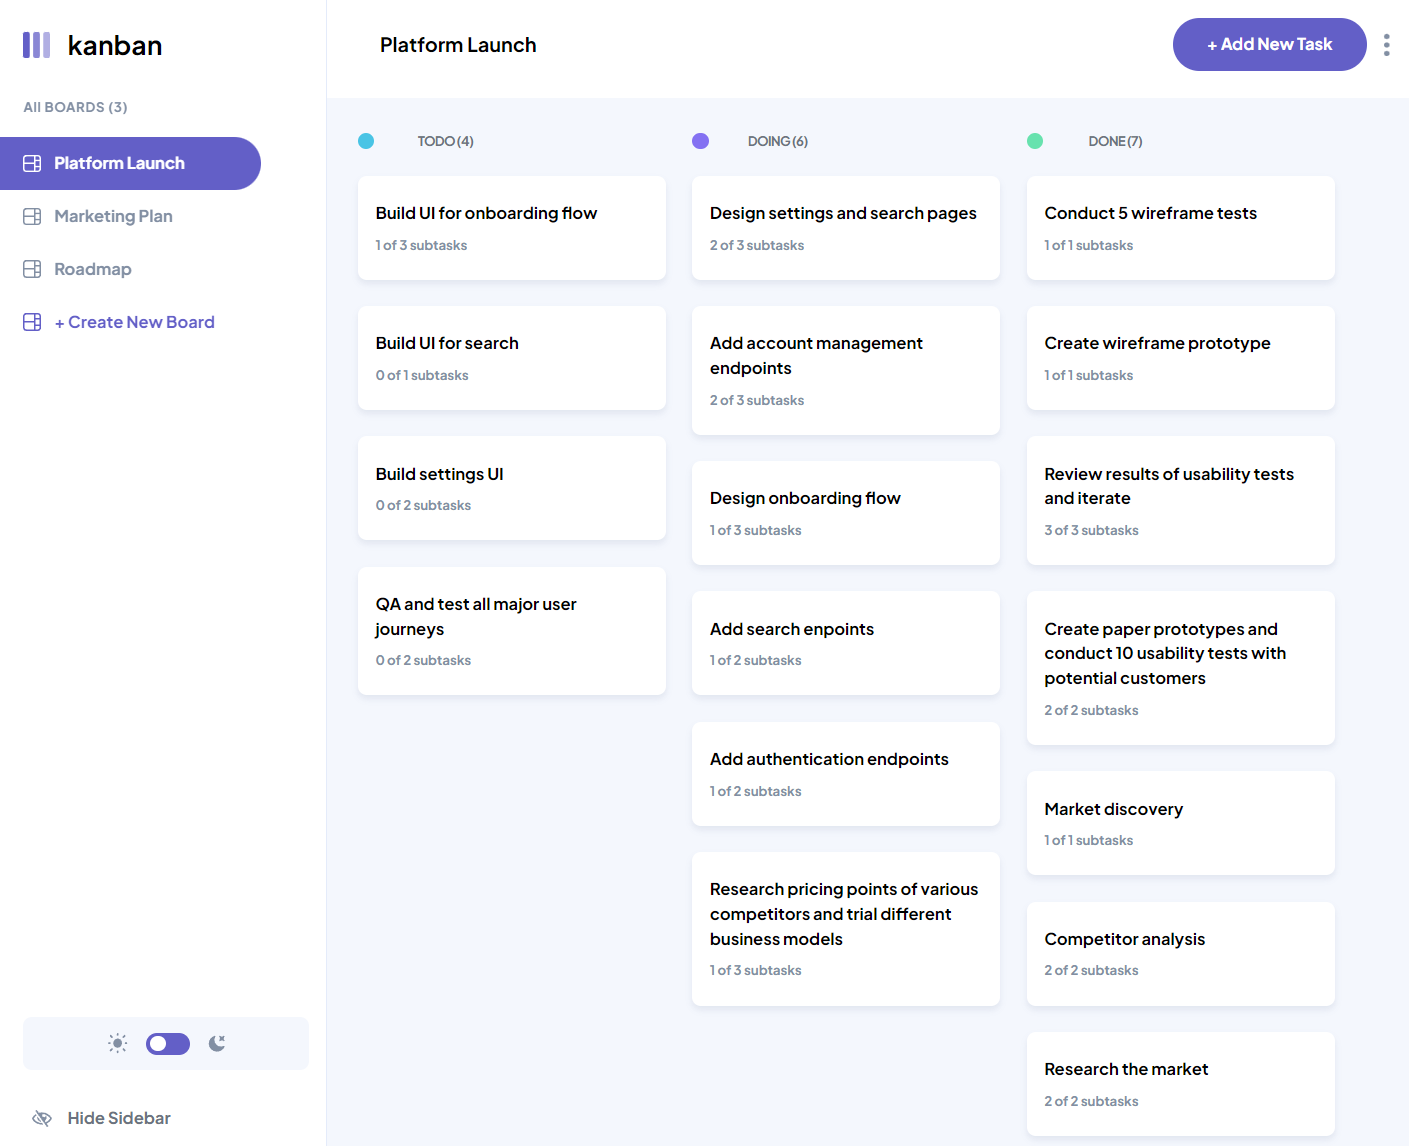 kanban
All BOARDS (3)
Platform Launch
Marketing Plan
Roadmap
+ Create New Board
Hide Sidebar
Platform Launch
+ Add New Task
TODO (4)
Build UI for onboarding flow
1 of 3 subtasks
Build UI for search
0 of 1 subtasks
Build settings UI
0 of 2 subtasks
QA and test all major user
journeys
0 of 2 subtasks
DOING (6)
Design settings and search pages
2 of 3 subtasks
Add account management
endpoints
2 of 3 subtasks
Design onboarding flow
1 of 3 subtasks
Add search enpoints
1 of 2 subtasks
Add authentication endpoints
1 of 2 subtasks
Research pricing points of various
competitors and trial different
business models
1 of 3 subtasks
DONE (7)
Conduct 5 wireframe tests
1 of 1 subtasks
Create wireframe prototype
1 of 1 subtasks
Review results of usability tests
and iterate
3 of 3 subtasks
Create paper prototypes and
conduct 10 usability tests with
potential customers
2 of 2 subtasks
Market discovery
1 of 1 subtasks
Competitor analysis
2 of 2 subtasks
Research the market
2 of 2 subtasks